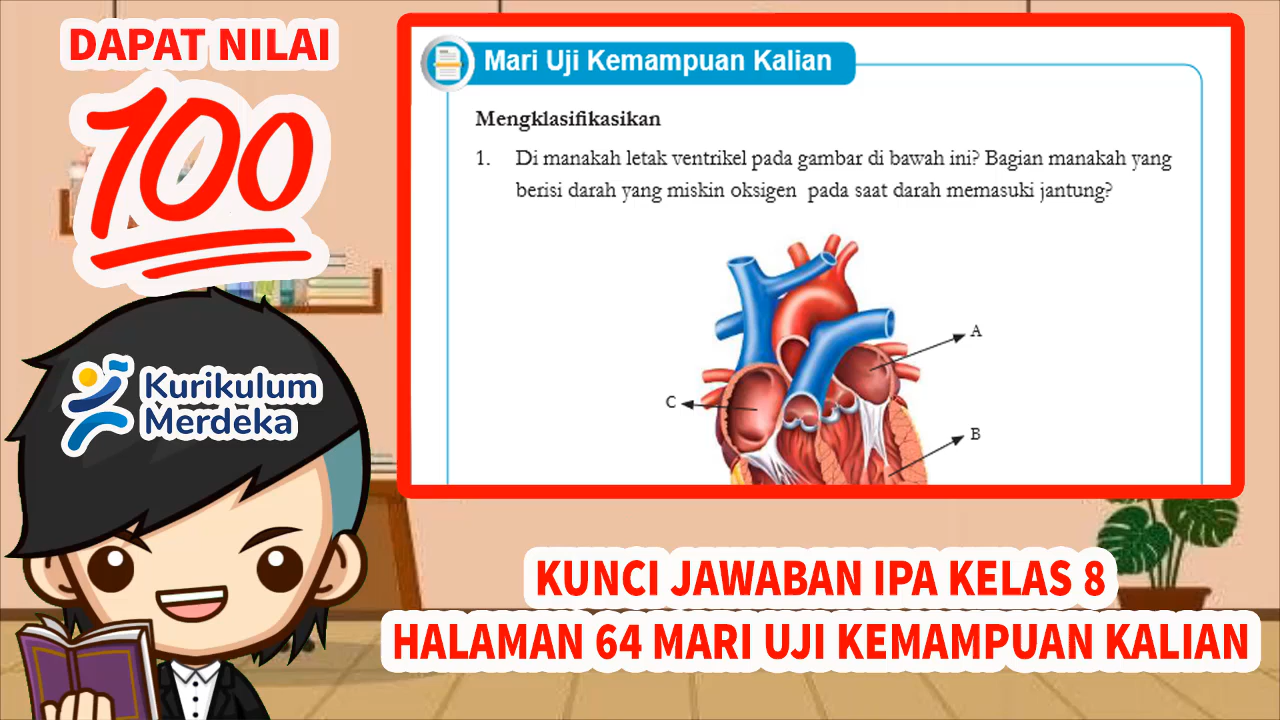 DAPAT NILAI
100
Kurikulum
Merdeka
Mari Uji Kemampuan Kalian
Mengklasifikasikan
1. Di manakah letak ventrikel pada gambar di bawah ini? Bagian manakah yang
berisi darah yang miskin oksigen pada saat darah memasuki jantung?
A
C
B
KUNCI JAWABAN IPA KELAS 8
HALAMAN 64 MARI UJI KEMAMPUAN KALIAN